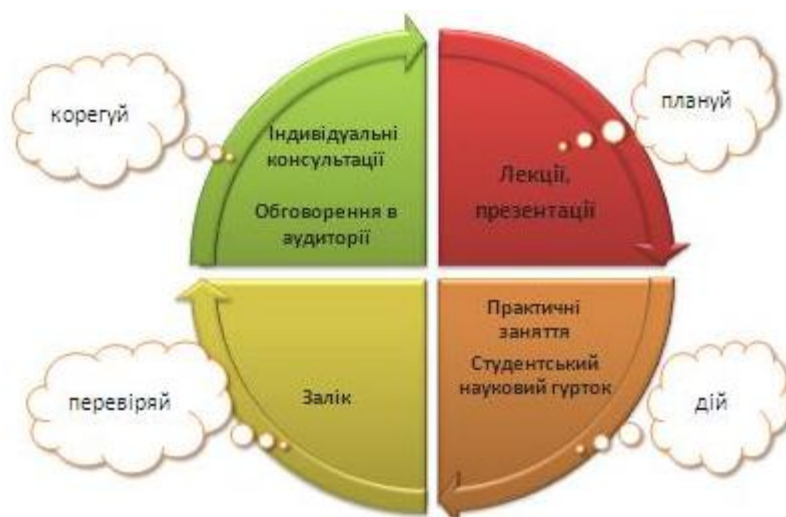 корегуй
Індивідуальні
консультації
Обговорення в
аудиторії
плануй
Лекції,
презентації
перевіряй
Залік
Практичні
заняття
Студентський
науковий гурток
дій